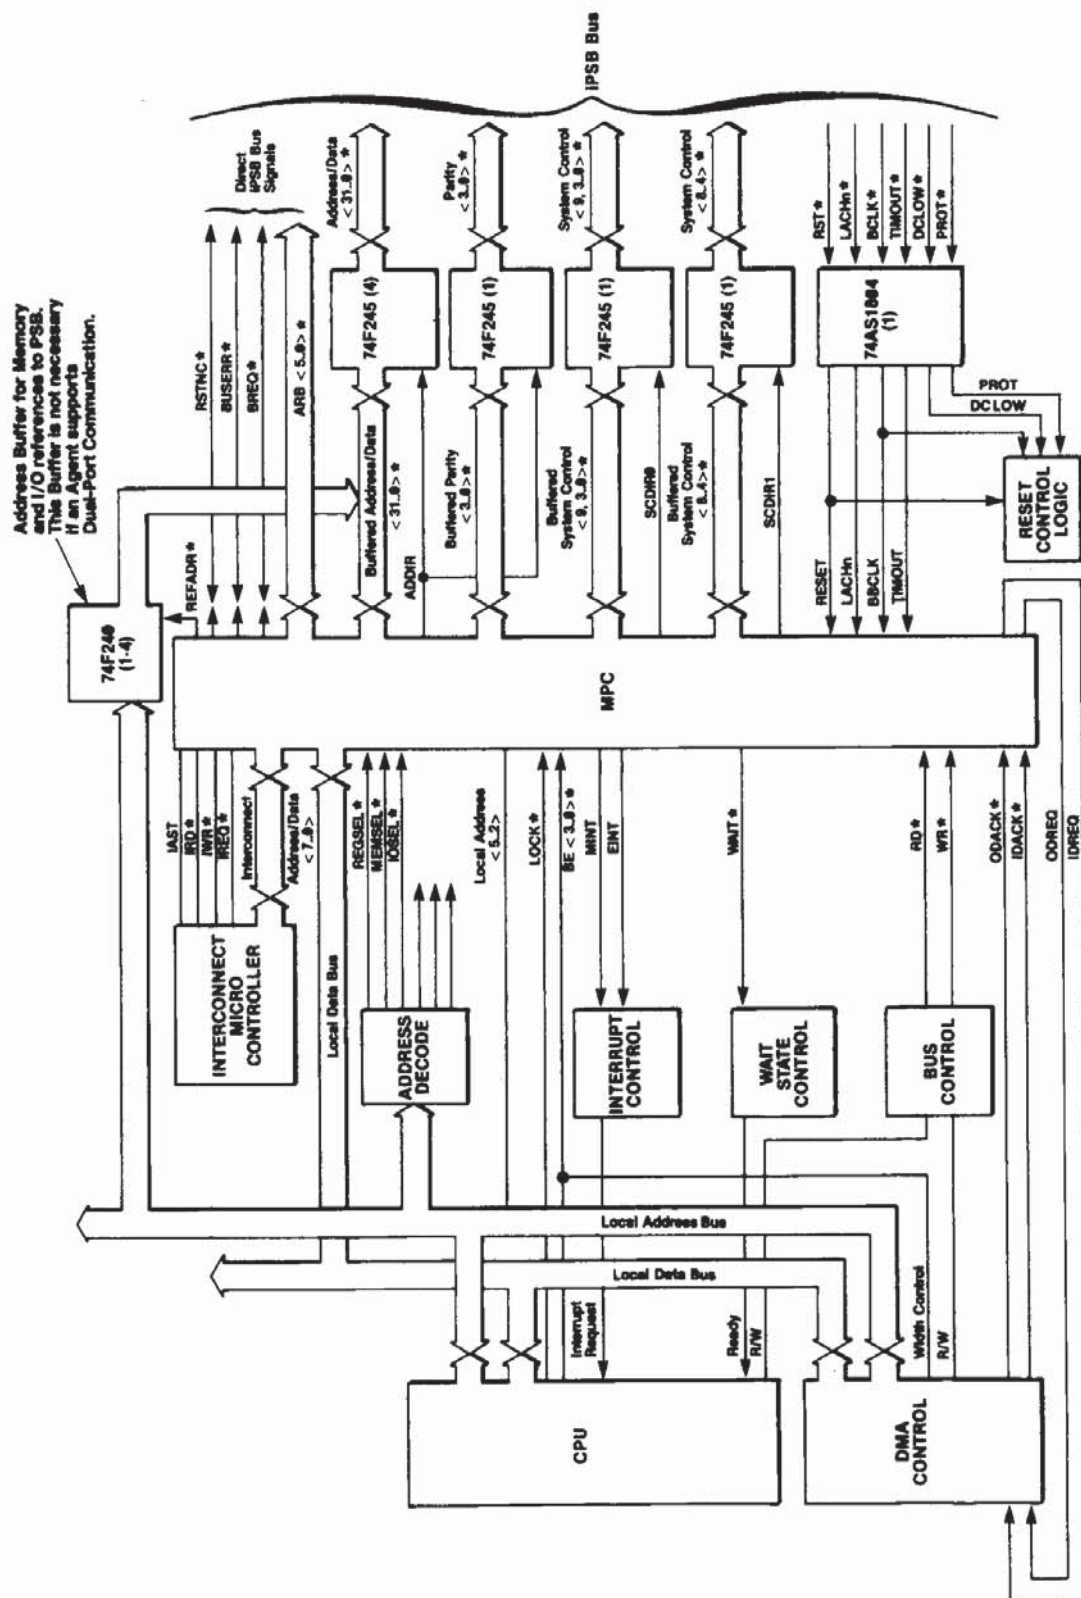 Address Buffer for Memory
and I/O references to PSB.
This Buffer is not necessary
if an Agent supports
Dual-Port Communication.
74F240
(1-4)
REFADR*
Direct
iPSB Bus
Signals
RSTNC*
BUSERR*
BREQ*
ARB < 5..0 > *
iPSB Bus
Address/Data
< 31..0 > *
74F245 (4)
Buffered Address/Data
< 31..0 > *
ADDIR
Parity
< 3..0 > *
74F245 (1)
Buffered Parity
< 3..0 > *
System Control
< 9, 3..0 > *
74F245 (1)
Buffered
System Control
< 9, 3..0 > *
SCDIR0
System Control
< 8..4 > *
74F245 (1)
Buffered
System Control
< 8..4 > *
SCDIR1
RST*
LACHn*
BCLK*
TIMOUT*
DCLOW*
PROT*
74AS1804
(1)
PROT
DCLOW
RESET
CONTROL
LOGIC
RESET
LACHn
BBCLK
TIMOUT
MPC
IAST
IRD*
IWR*
IREQ*
Interconnect
Address/Data
< 7..0 >
INTERCONNECT
MICRO
CONTROLLER
Local Data Bus
REGSEL*
MEMSEL*
IOSEL*
ADDRESS
DECODE
Local Address
< 5..2 >
LOCK*
BE < 3..0 > *
MINT
EINT
INTERRUPT
CONTROL
WAIT*
WAIT
STATE
CONTROL
RD*
WR*
BUS
CONTROL
ODACK*
IDACK*
ODREQ
IDREQ
Local Address Bus
Local Data Bus
Interrupt
Request
Ready
R/W
Width Control
R/W
CPU
DMA
CONTROL